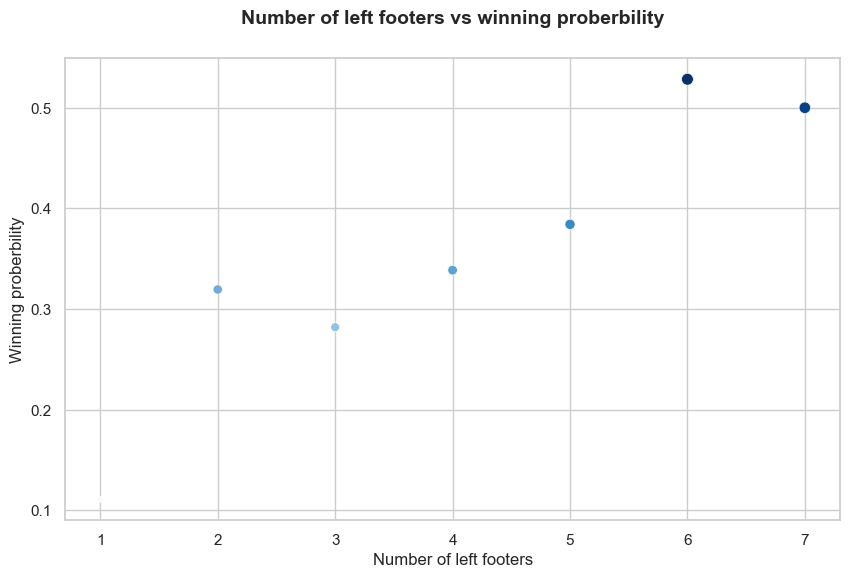 Number of left footers vs winning proberbility
Winning proberbility
0.5
0.4
0.3
0.2
0.1
1 2 3 4 5 6 7
Number of left footers